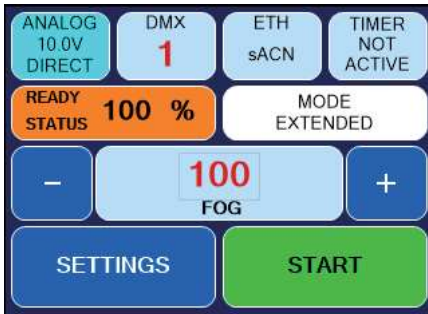 ANALOG
10.0V
DIRECT
DMX
1
ETH
sACN
TIMER
NOT
ACTIVE
READY
STATUS
100 %
MODE
EXTENDED
-
100
FOG
+
SETTINGS
START